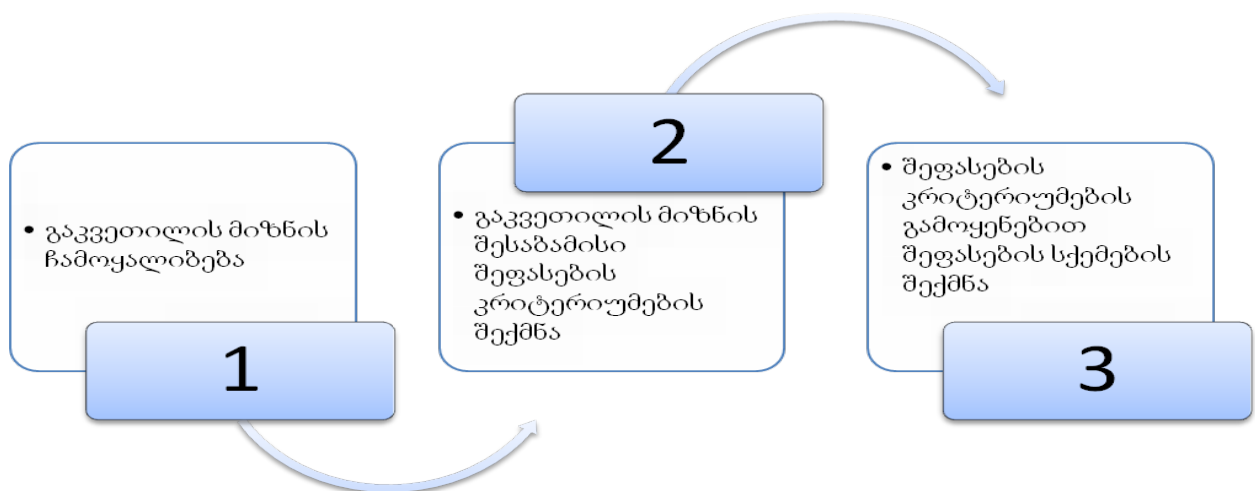 • გაკვეთილის მიზნის
ჩამოყალიბება
1
2
• გაკვეთილის მიზნის
შესაბამისი
შეფასების
კრიტერიუმების
შექმნა
• შეფასების
კრიტერიუმების
გამოყენებით
შეფასების სქემების
შექმნა
3